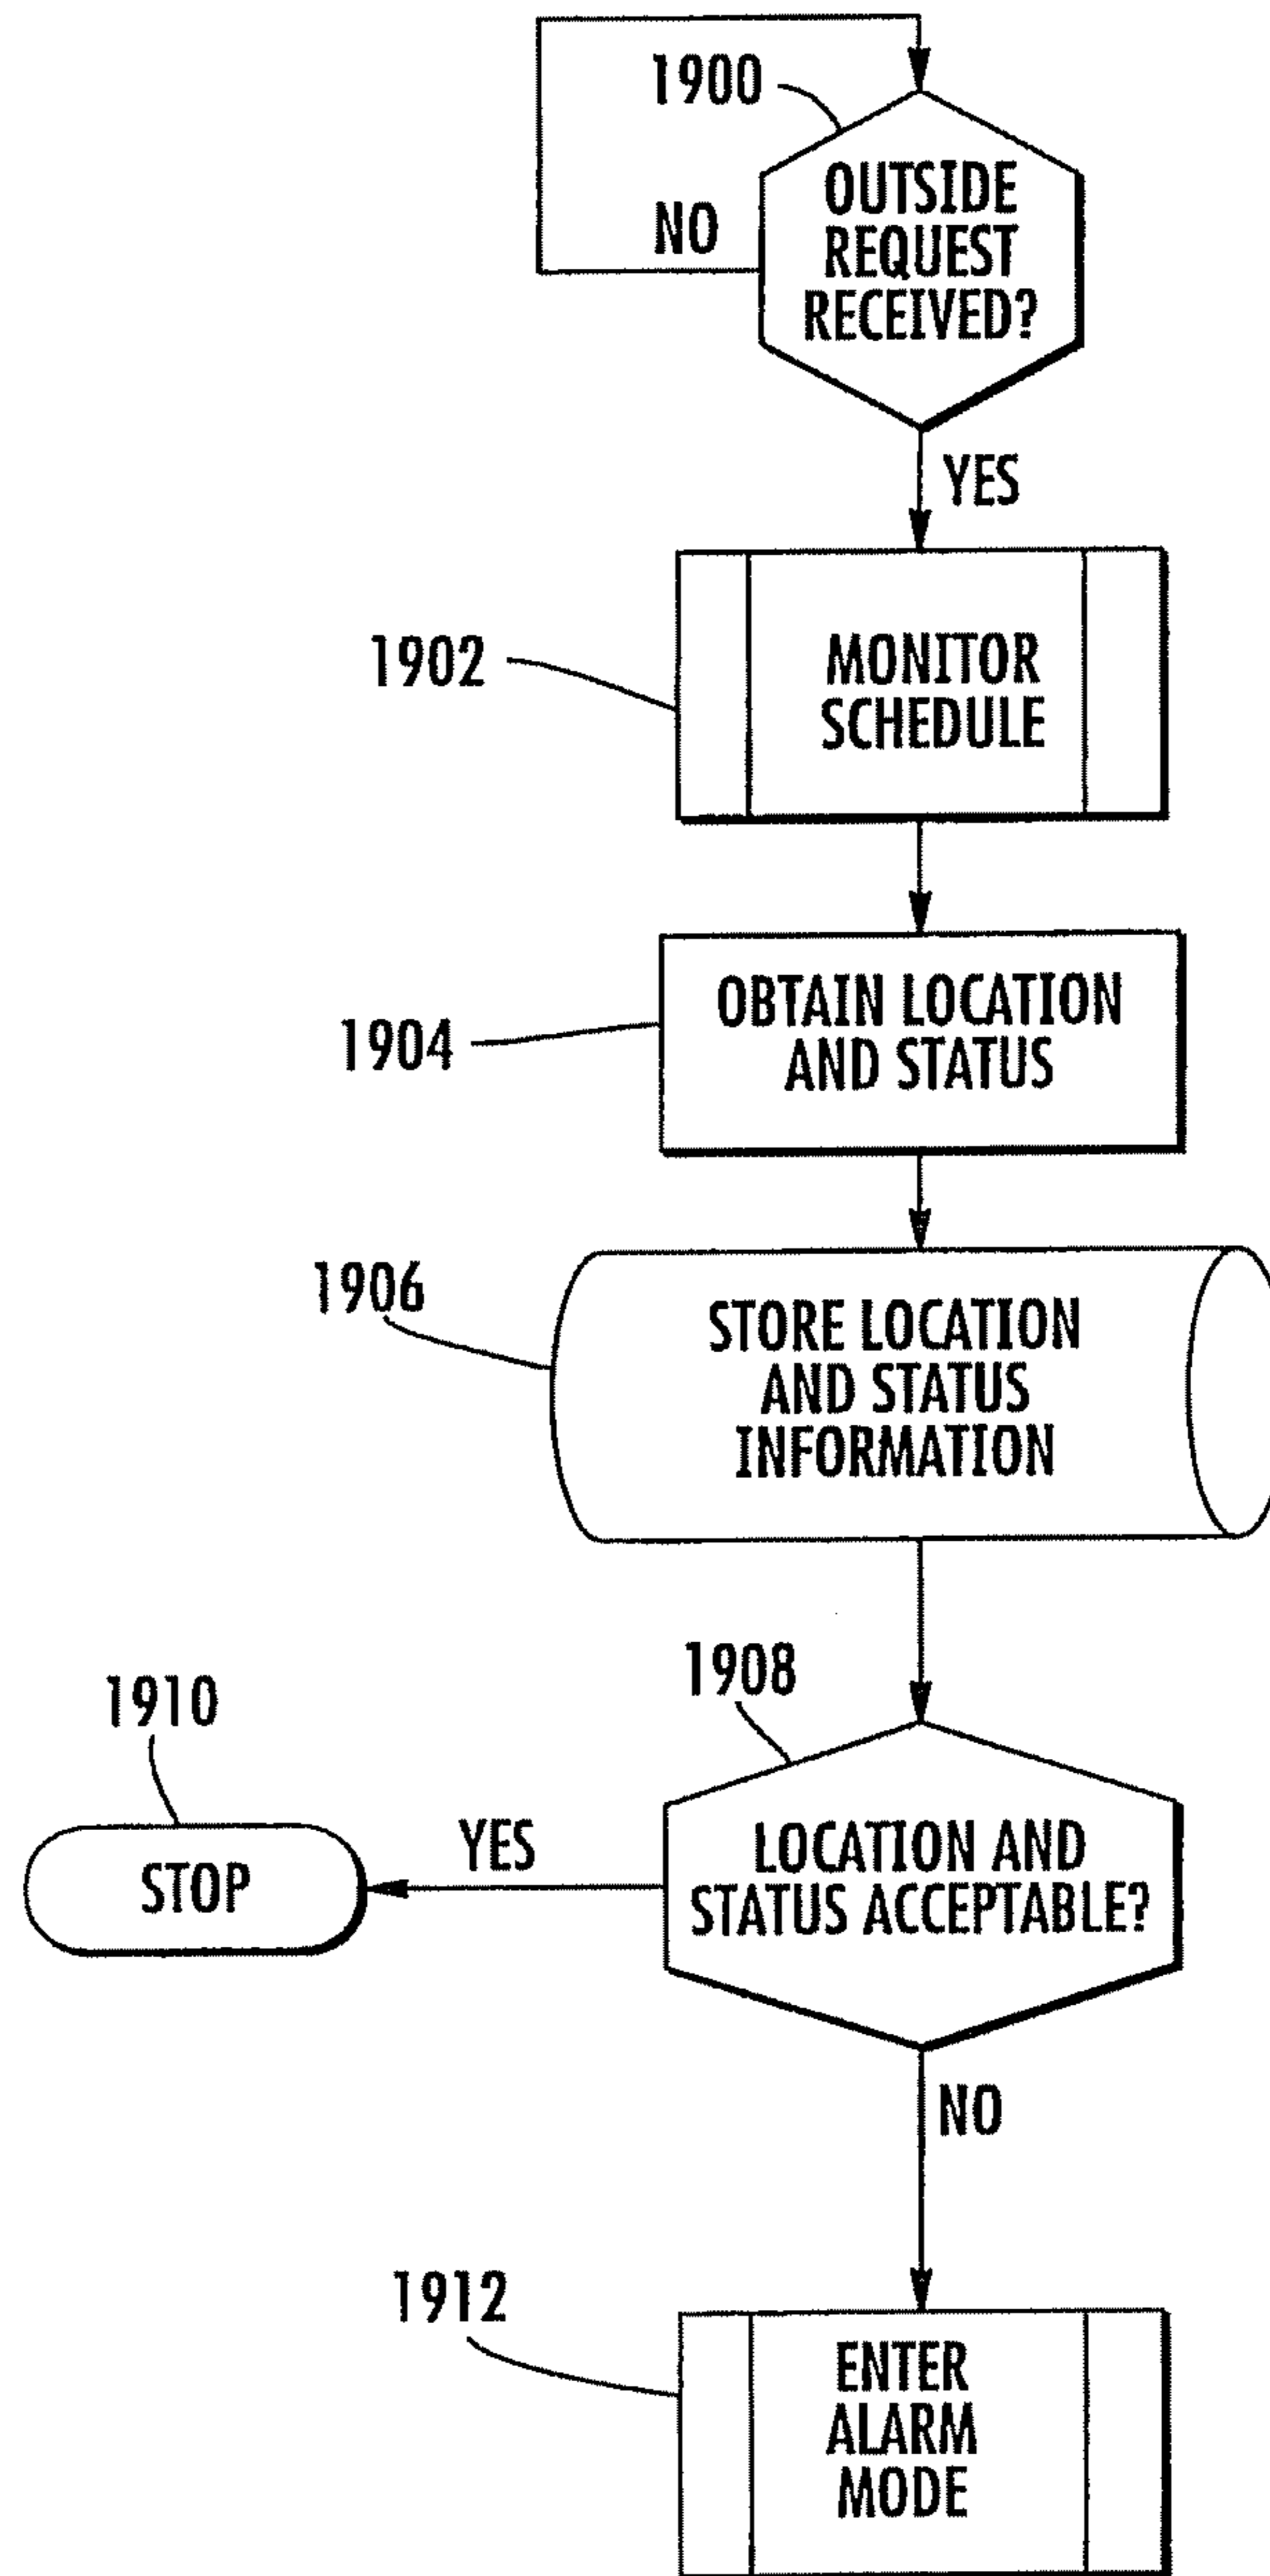 1900
OUTSIDE
REQUEST
RECEIVED?
NO
YES
1902
MONITOR
SCHEDULE
1904
OBTAIN LOCATION
AND STATUS
1906
STORE LOCATION
AND STATUS
INFORMATION
1908
1910
LOCATION AND
STATUS ACCEPTABLE?
YES
STOP
NO
1912
ENTER
ALARM
MODE